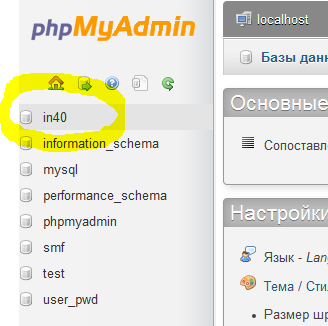 phpMyAdmin
localhost
Базы данн
in40
information_schema
mysql
performance_schema
phpmyadmin
smf
test
user_pwd
Основные
Сопоставл
Настройки
Язык - Lan
Тема / Сти
• Размер шр